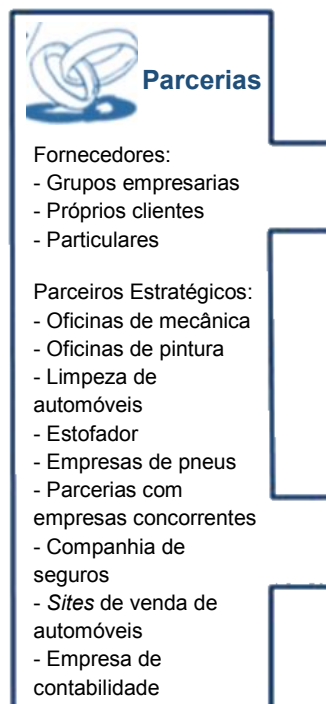 Parcerias
Fornecedores:
- Grupos empresarias
- Próprios clientes
- Particulares
Parceiros Estratégicos:
- Oficinas de mecânica
- Oficinas de pintura
- Limpeza de
automóveis
- Estofador
- Empresas de pneus
- Parcerias com
empresas concorrentes
- Companhia de
seguros
- Sites de venda de
automóveis
- Empresa de
contabilidade